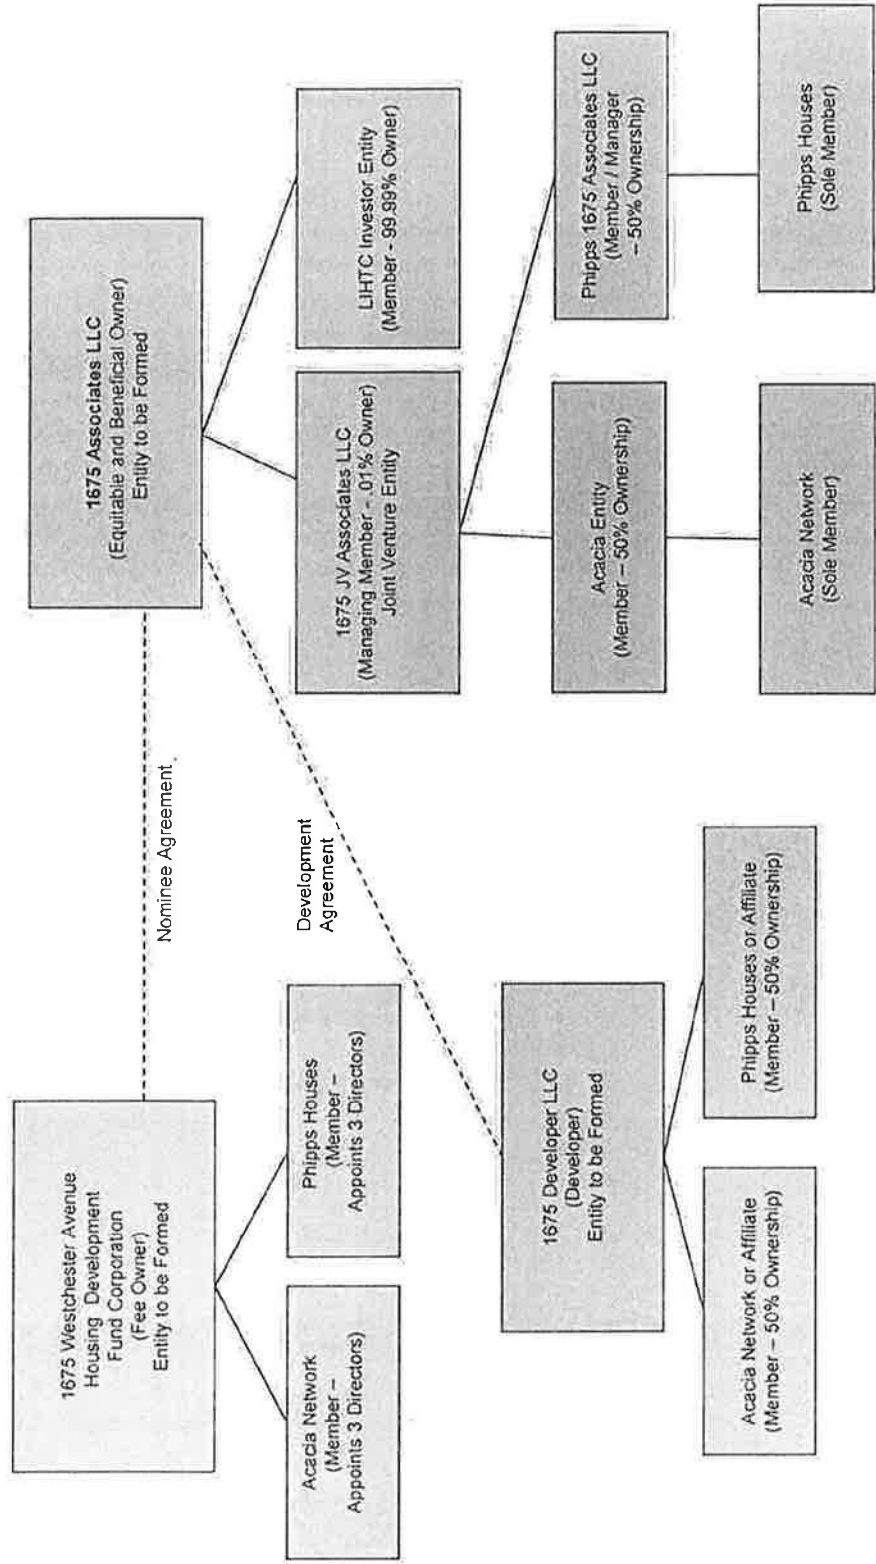 1675 Westchester Avenue
Housing Development
Fund Corporation
(Fee Owner)
Entity to be Formed
Acacia Network
(Member –
Appoints 3 Directors)
Phipps Houses
(Member –
Appoints 3 Directors)
Nominee Agreement
1675 Associates LLC
(Equitable and Beneficial Owner)
Entity to be Formed
Development
Agreement
1675 JV Associates LLC
(Managing Member - .01% Owner)
Joint Venture Entity
LIHTC Investor Entity
(Member - 99.99% Owner)
1675 Developer LLC
(Developer)
Entity to be Formed
Acacia Entity
(Member – 50% Ownership)
Phipps 1675 Associates LLC
(Member / Manager
– 50% Ownership)
Acacia Network or Affiliate
(Member – 50% Ownership)
Phipps Houses or Affiliate
(Member – 50% Ownership)
Acacia Network
(Sole Member)
Phipps Houses
(Sole Member)